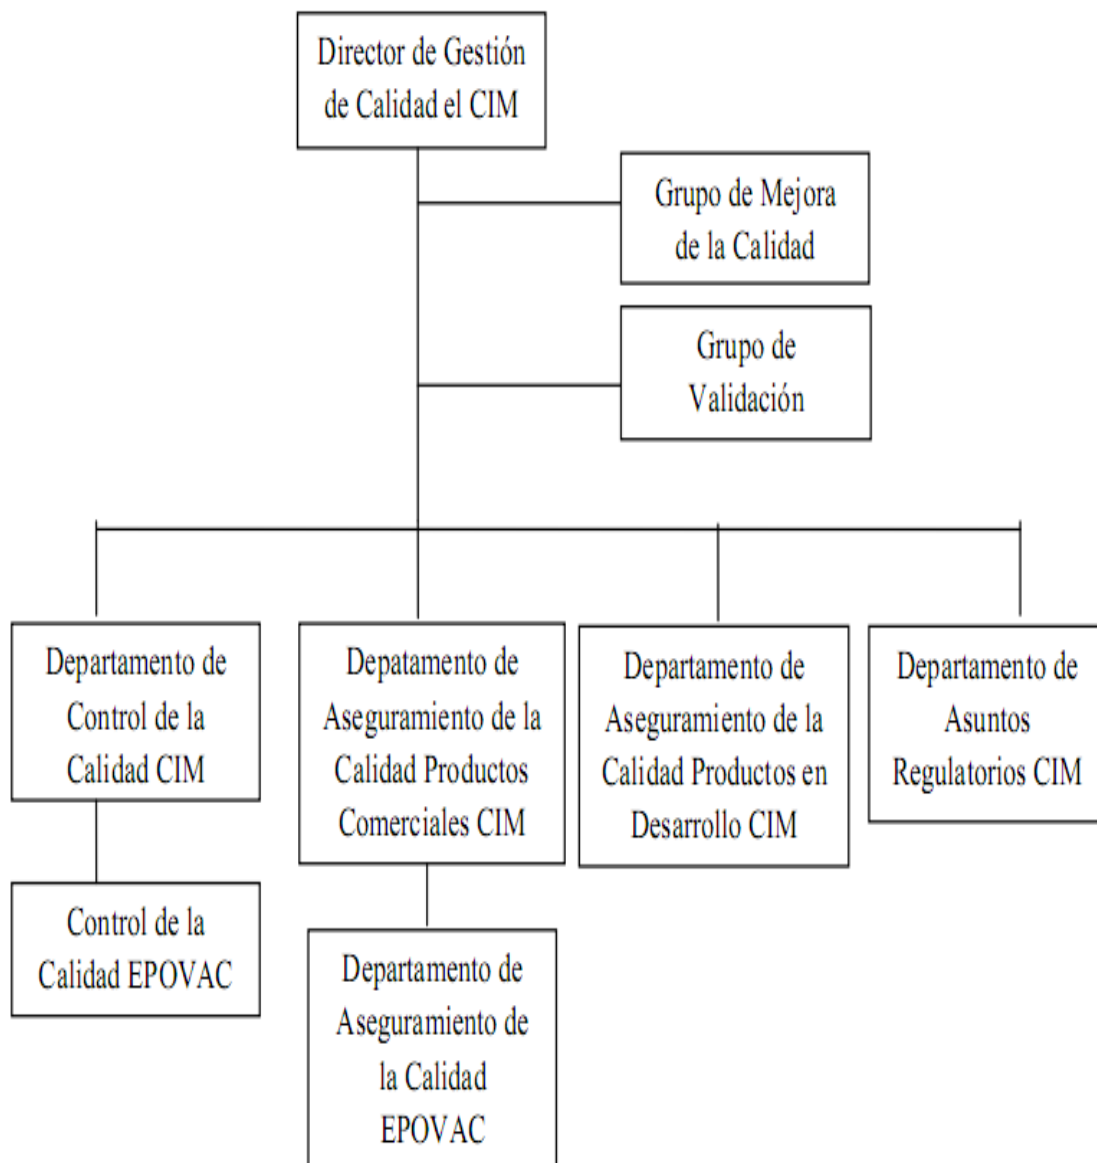 Director de Gestión
de Calidad el CIM
Grupo de Mejora
de la Calidad
Grupo de
Validación
Departamento de
Control de la
Calidad CIM
Depatamento de
Aseguramiento de la
Calidad Productos
Comerciales CIM
Departamento de
Aseguramiento de la
Calidad Productos en
Desarrollo CIM
Departamento de
Asuntos
Regulatorios CIM
Control de la
Calidad EPOVAC
Departamento de
Aseguramiento de
la Calidad
EPOVAC